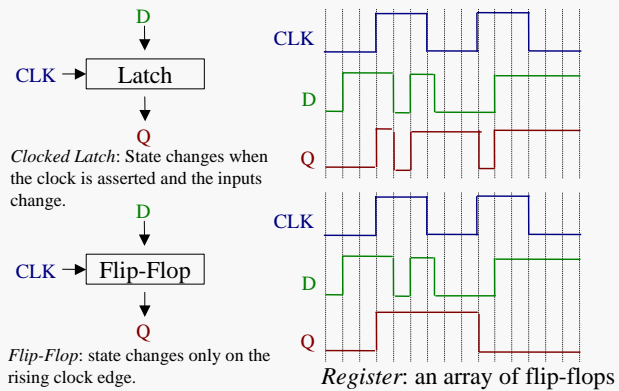 D
CLK
Latch
Q
Clocked Latch: State changes when
the clock is asserted and the inputs
change.
CLK
D
Q
D
CLK
Flip-Flop
Q
Flip-Flop: state changes only on the
rising clock edge.
CLK
D
Q
Register: an array of flip-flops